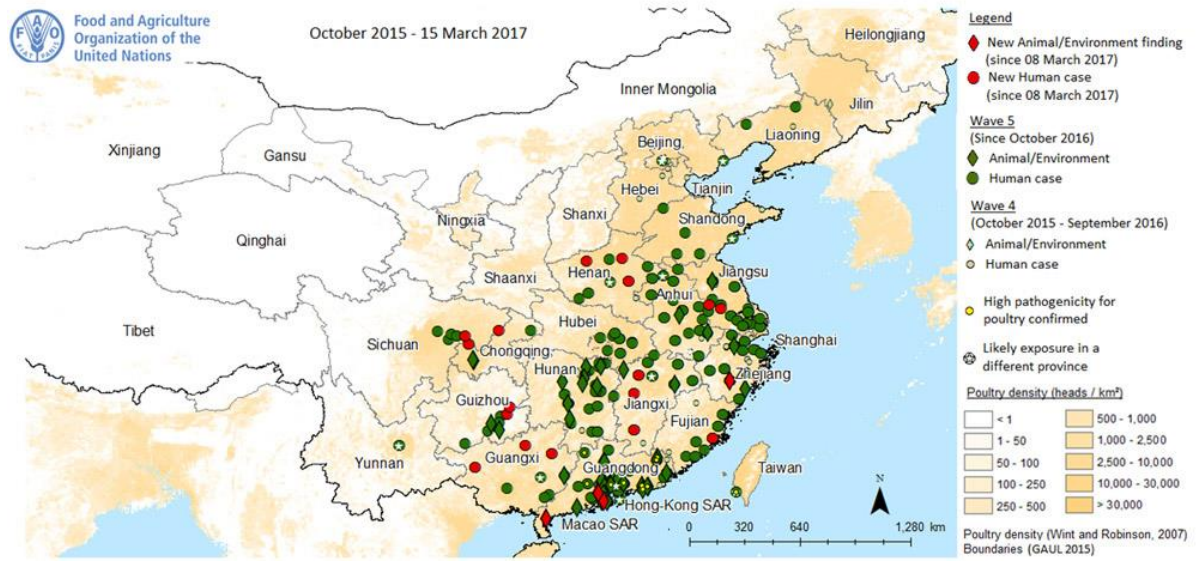 Food and Agriculture
Organization of the
United Nations
FAO
FIAT PANIS
October 2015 - 15 March 2017
Heilongjiang
Inner Mongolia
Jilin
Liaoning
Beijing
Xinjiang
Gansu
Hebei
Tianjin
Ningxia
Shanxi
Shandong
Qinghai
Shaanxi
Henan
Jiangsu
Anhui
Tibet
Hubei
Sichuan
Chongqing
Shanghai
Hunan
Zhejiang
Guizhou
Jiangxi
Fujian
Yunnan
Guangxi
Guangdong
Taiwan
Hong-Kong SAR
Macao SAR
N
0 320 640 1,280 km
Legend
New Animal/Environment finding
(since 08 March 2017)
New Human case
(since 08 March 2017)
Wave 5
(Since October 2016)
Animal/Environment
Human case
Wave 4
(October 2015 - September 2016)
Animal/Environment
Human case
High pathogenicity for
poultry confirmed
Likely exposure in a
different province
Poultry density (heads / km²)
< 1 500 - 1,000
1 - 50 1,000 - 2,500
50 - 100 2,500 - 10,000
100 - 250 10,000 - 30,000
250 - 500 > 30,000
Poultry density (Wint and Robinson, 2007)
Boundaries (GAUL 2015)